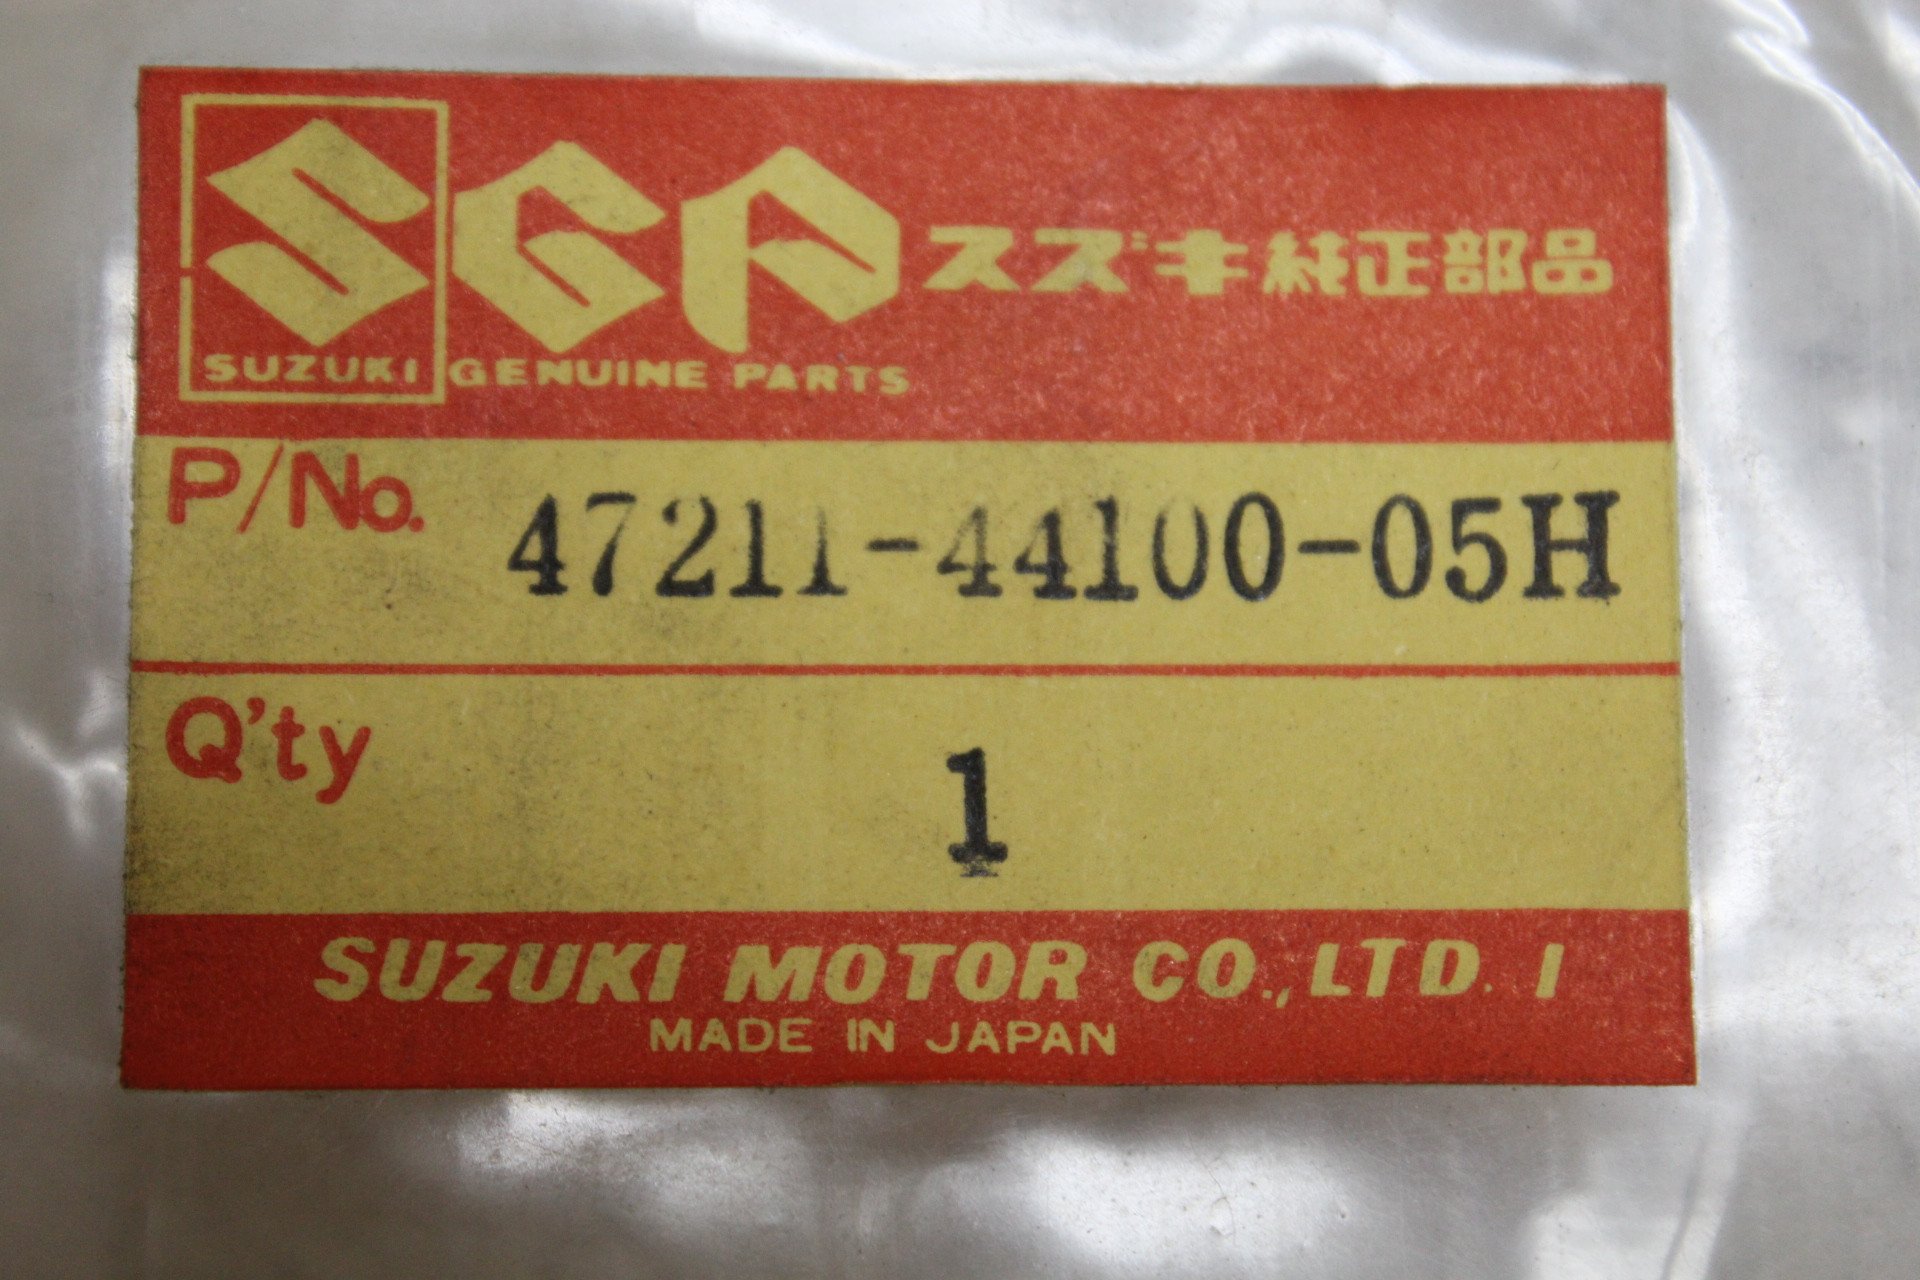 SGP スズキ純正部品
SUZUKI GENUINE PARTS
P/No. 47211-44100-05H
Q'ty 1
SUZUKI MOTOR CO., LTD. I
MADE IN JAPAN